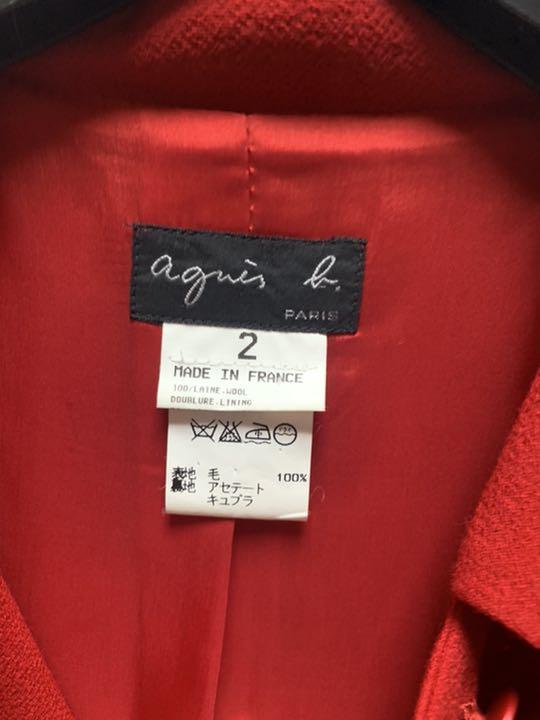 agnès b.
PARIS
2
MADE IN FRANCE
100/LAINE.WOOL
DOUBLURE.LINING
表地 毛 100%
裏地 アセテート
キュプラ